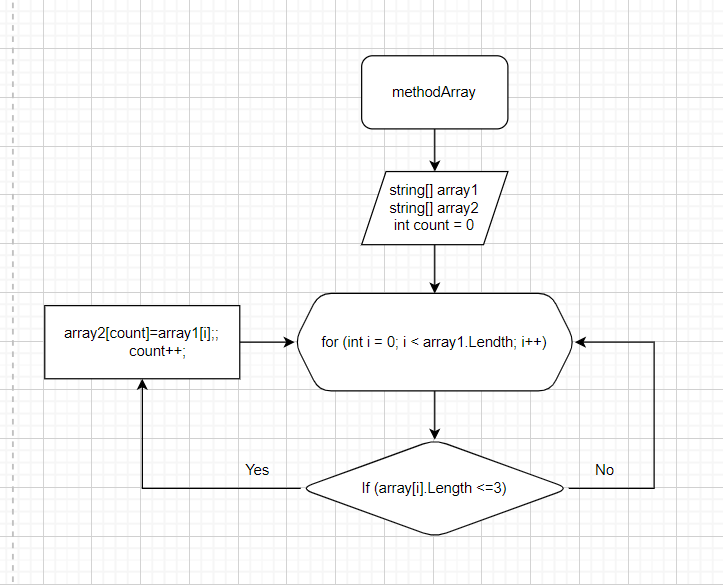 methodArray
string[] array1
string[] array2
int count = 0
array2[count]=array1[i];;
count++;
for (int i = 0; i < array1.Lendth; i++)
Yes
No
If (array[i].Length <=3)